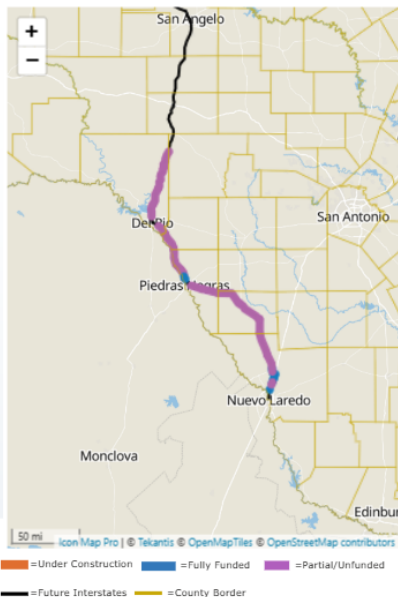 San Angelo
+
−
San Antonio
Del Rio
Piedras Negras
Nuevo Laredo
Monclova
Edinbur
50 mi
Icon Map Pro | © Tekantis © OpenMapTiles © OpenStreetMap contributors
=Under Construction =Fully Funded =Partial/Unfunded
=Future Interstates =County Border